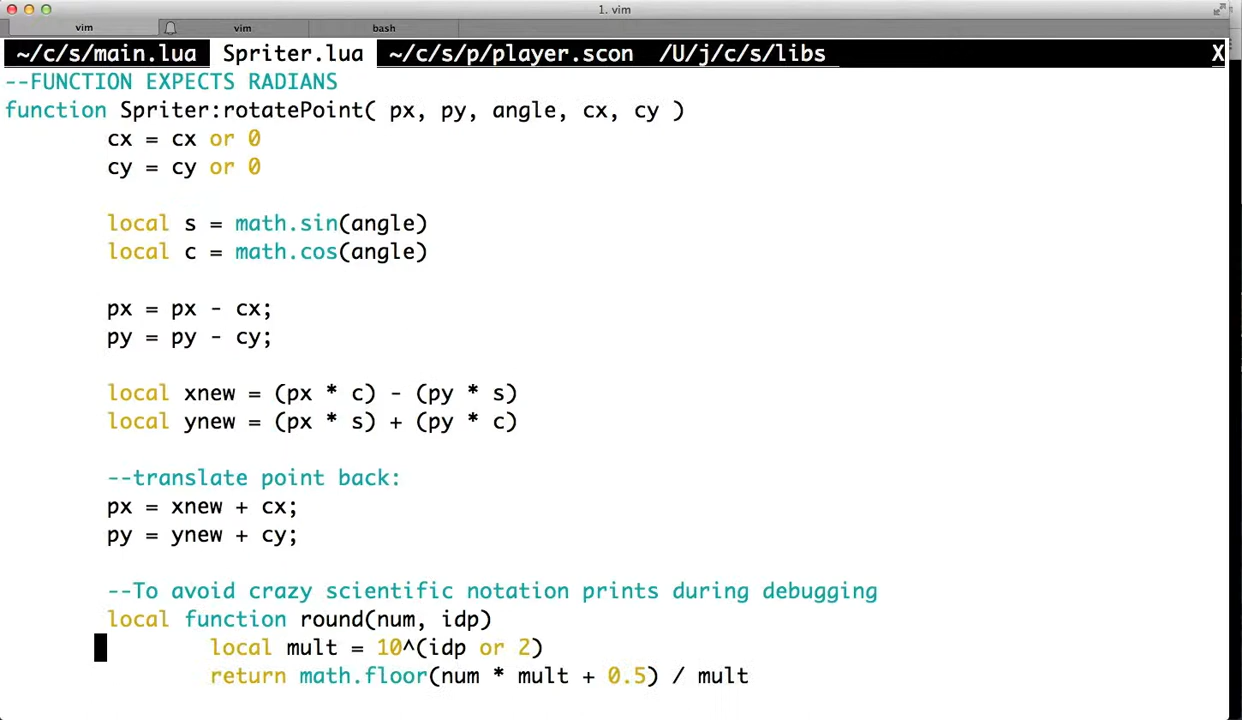 1. vim
vim vim bash
~/c/s/main.lua Spriter.lua ~/c/s/p/player.scon /U/j/c/s/libs X
--FUNCTION EXPECTS RADIANS
function Spriter:rotatePoint( px, py, angle, cx, cy )
cx = cx or 0
cy = cy or 0
local s = math.sin(angle)
local c = math.cos(angle)
px = px - cx;
py = py - cy;
local xnew = (px * c) - (py * s)
local ynew = (px * s) + (py * c)
--translate point back:
px = xnew + cx;
py = ynew + cy;
--To avoid crazy scientific notation prints during debugging
local function round(num, idp)
local mult = 10^(idp or 2)
return math.floor(num * mult + 0.5) / mult